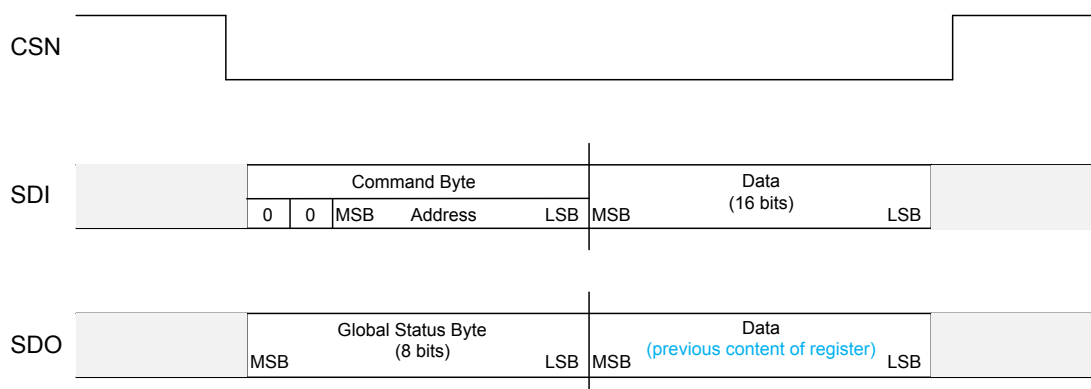 CSN
SDI
Command Byte
0 0 MSB Address LSB
Data
(16 bits)
MSB LSB
SDO
Global Status Byte
(8 bits)
MSB LSB
Data
(previous content of register)
MSB LSB